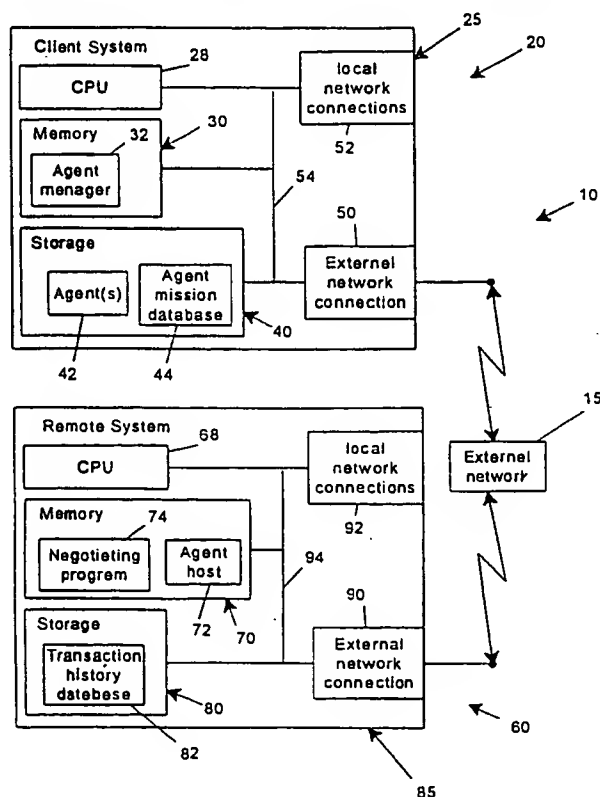 Client System
28
25
20
CPU
local
network
connections
52
Memory
32
30
Agent
menager
54
10
Storage
50
Agent(s)
Agent
mission
database
External
network
connection
40
42
44
15
External
network
Remote System
68
CPU
local
network
connections
92
Memory
74
Negotiating
program
Agent
host
94
72
70
90
Storage
Transaction
history
datebese
External
network
connection
80
82
60
85